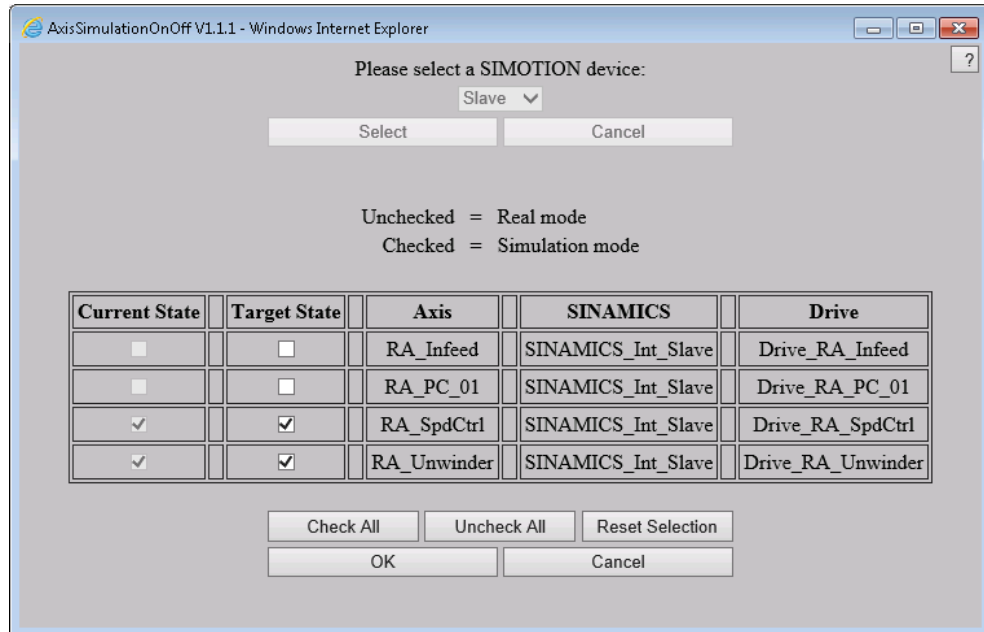 AxisSimulationOnOff V1.1.1 - Windows Internet Explorer
?
Please select a SIMOTION device:
Slave
Select Cancel
Unchecked = Real mode
Checked = Simulation mode
Current State Target State Axis SINAMICS Drive
RA_Infeed SINAMICS_Int_Slave Drive_RA_Infeed
RA_PC_01 SINAMICS_Int_Slave Drive_RA_PC_01
RA_SpdCtrl SINAMICS_Int_Slave Drive_RA_SpdCtrl
RA_Unwinder SINAMICS_Int_Slave Drive_RA_Unwinder
Check All Uncheck All Reset Selection
OK Cancel